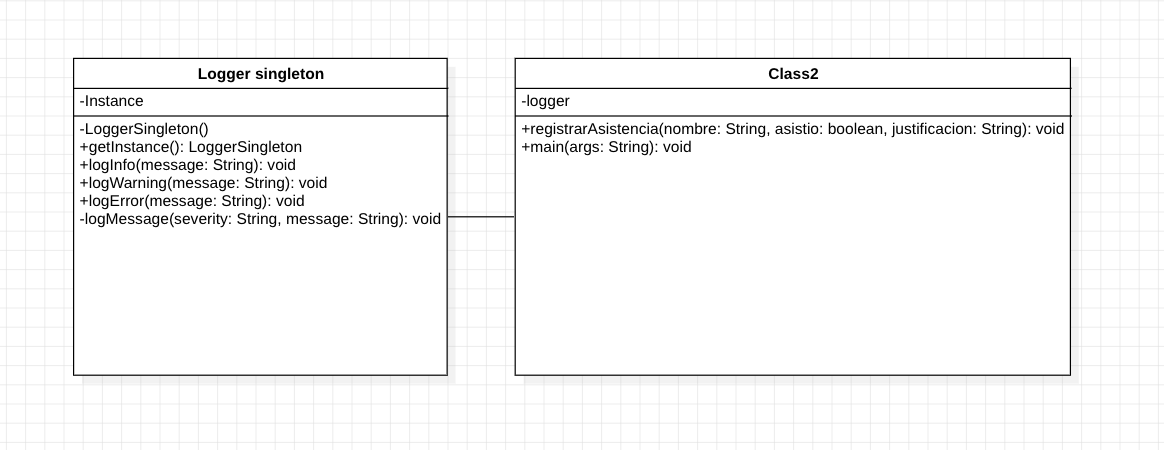 Logger singleton
-Instance
-LoggerSingleton()
+getInstance(): LoggerSingleton
+logInfo(message: String): void
+logWarning(message: String): void
+logError(message: String): void
-logMessage(severity: String, message: String): void
Class2
-logger
+registrarAsistencia(nombre: String, asistio: boolean, justificacion: String): void
+main(args: String): void